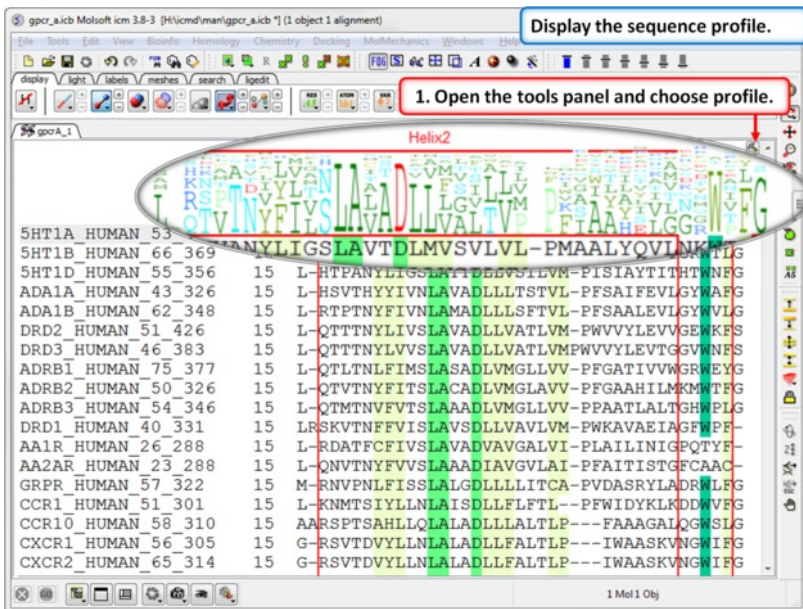 gpcr_a.icb Molsoft icm 3.8-3 [H:\icmd\man\gpcr_a.icb *] (1 object 1 alignment)
Display the sequence profile.
File Tools Edit View Bioinfo Homology Chemistry Docking MolMechanics Windows Help
display light labels meshes search ligedit
1. Open the tools panel and choose profile.
gpcrA_1
Helix2
5HT1A_HUMAN_53
5HT1B_HUMAN_66_369 15
5HT1D_HUMAN_55_356 15 L-HTPANYLIGSLATTDLLVSILVM-PISIAYTITHTWNFG
ADA1A_HUMAN_43_326 15 L-HSVTHYYIVNLAVADLLLTSTVL-PFSAIFEVLGYWAFG
ADA1B_HUMAN_62_348 15 L-RTPTNYFIVNLAMADLLLSFTVL-PFSAALEVLGYWVLG
DRD2_HUMAN_51_426 15 L-QTTTNYLIVSLAVADLLVATLVM-PWVVYLEVVGEWKFS
DRD3_HUMAN_46_383 15 L-QTTTNYLVVSLAVADLLVATLVMPWVVYLEVTGGVWNFS
ADRB1_HUMAN_75_377 15 L-QTLTNLFIMSLASADLVMGLLVV-PFGATIVVWGRWEYG
ADRB2_HUMAN_50_326 15 L-QTVTNYFITSLACADLVMGLAVV-PFGAAHILMKMWTFG
ADRB3_HUMAN_54_346 15 L-QTMTNVFVTSLAAADLVMGLLVV-PPAATLALTGHWPLG
DRD1_HUMAN_40_331 15 LRSKVTNFFVISLAVSDLLVAVLVM-PWKAVAEIAGFWPF-
AA1R_HUMAN_26_288 15 L-RDATFCFIVSLAVADVAVGALVI-PLAILINIGPQTYF-
AA2AR_HUMAN_23_288 15 L-QNVTNYFVVSLAAADIAVGVLAI-PFAITISTGFCAAC-
GRPR_HUMAN_57_322 15 M-RNVPNLFISSLALGDLLLLITCA-PVDASRYLADRWLFG
CCR1_HUMAN_51_301 15 L-KNMTSIYLLNLAISDLLFLFTL--PFWIDYKLKDDWVFG
CCR10_HUMAN_58_310 15 AARSPTSAHLLQLALADLLLALTLP---FAAAGALQGWSLG
CXCR1_HUMAN_56_305 15 G-RSVTDVYLLNLALADLLFALTLP---IWAASKVNGWIFG
CXCR2_HUMAN_65_314 15 G-RSVTDVYLLNLALADLLFALTLP---IWAASKVNGWIFG
1 Mol 1 Obj